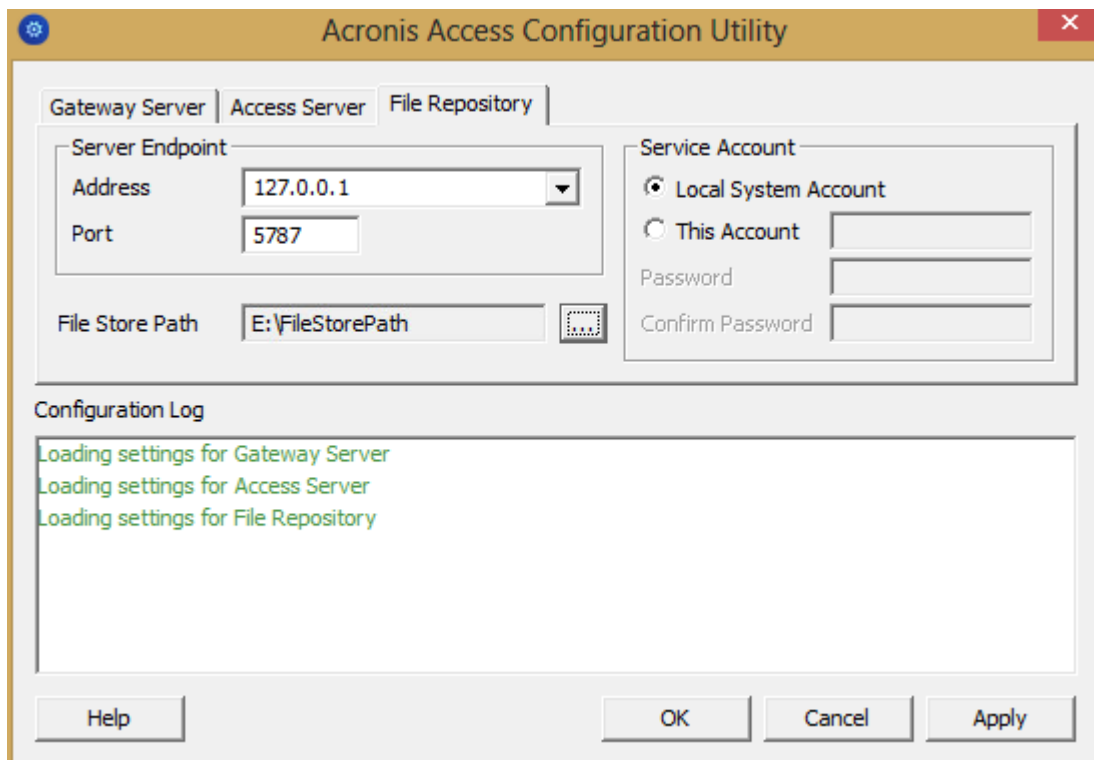 Acronis Access Configuration Utility
Gateway Server Access Server File Repository
Server Endpoint
Address 127.0.0.1
Port 5787
File Store Path E:\FileStorePath ...
Service Account
Local System Account
This Account
Password
Confirm Password
Configuration Log
Loading settings for Gateway Server
Loading settings for Access Server
Loading settings for File Repository
Help OK Cancel Apply